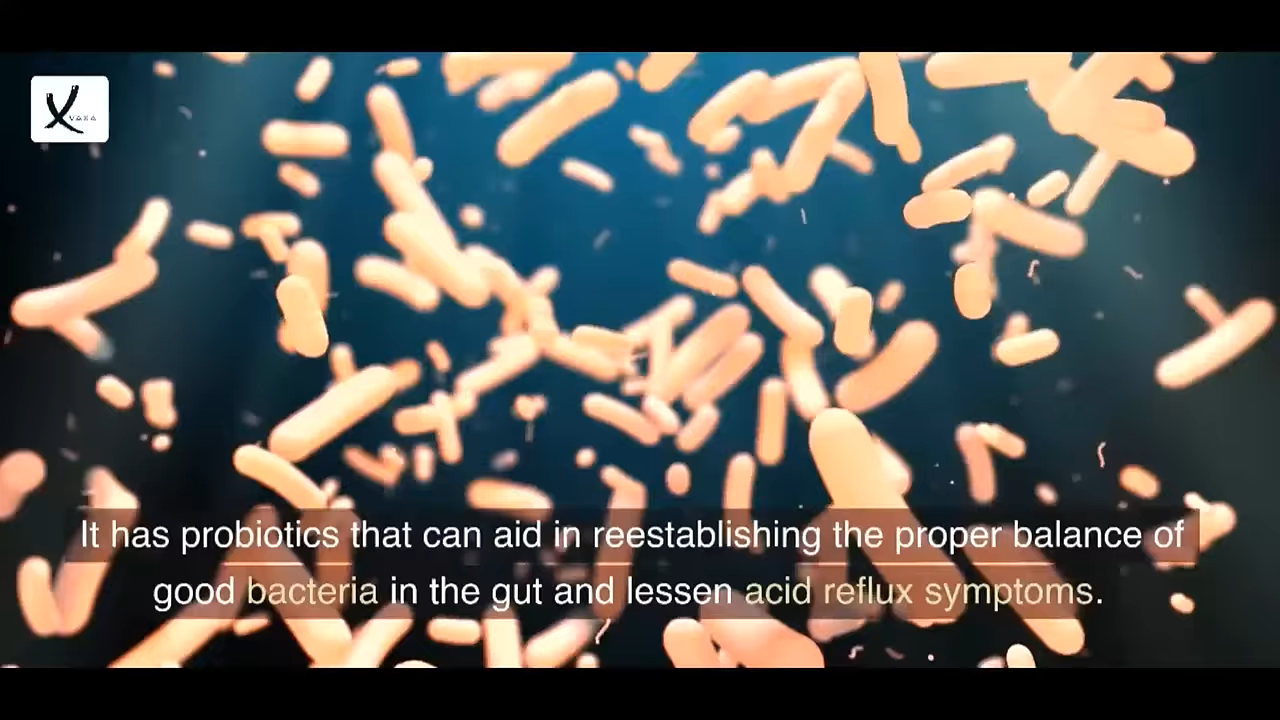 XVAXA
It has probiotics that can aid in reestablishing the proper balance of
good bacteria in the gut and lessen acid reflux symptoms.